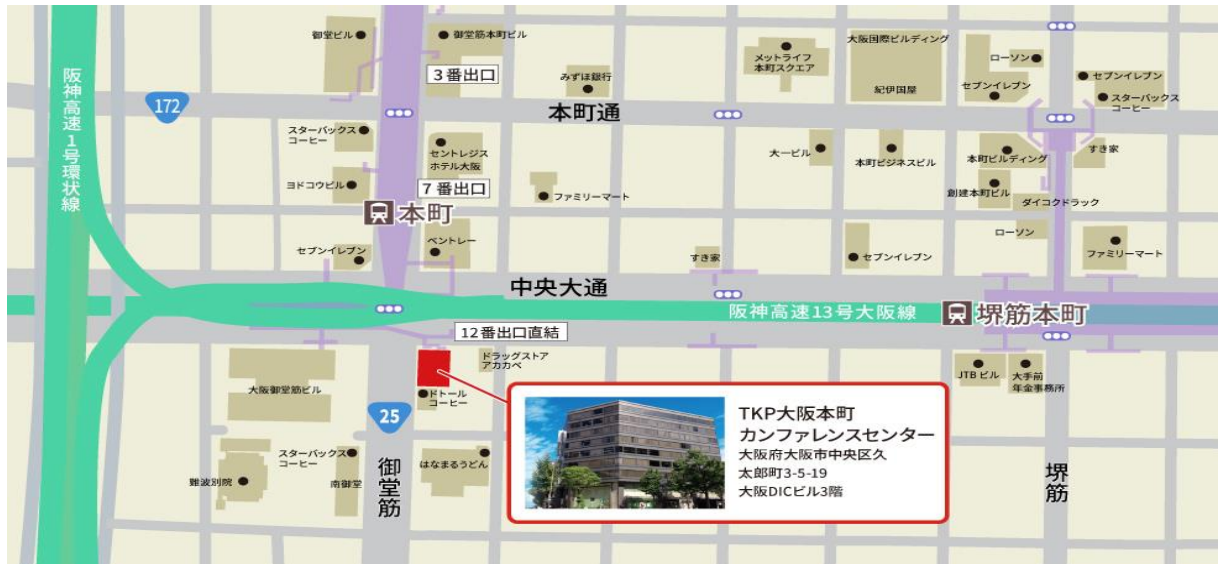 御堂ビル
御堂筋本町ビル
3番出口
みずほ銀行
メットライフ
本町スクエア
大阪国際ビルディング
紀伊国屋
ローソン
セブンイレブン
セブンイレブン
スターバックス
コーヒー
阪神高速1号環状線
172
本町通
スターバックス
コーヒー
セントレジス
ホテル大阪
大一ビル
本町ビジネスビル
本町ビルディング
すき家
ヨドコウビル
7番出口
ファミリーマート
創建本町ビル
ダイコクドラック
本町
セブンイレブン
ベントレー
すき家
セブンイレブン
ローソン
ファミリーマート
中央大通
阪神高速13号大阪線
堺筋本町
12番出口直結
大阪御堂筋ビル
ドラッグストア
アカカベ
ドトール
コーヒー
JTBビル
大手前
年金事務所
25
TKP大阪本町
カンファレンスセンター
大阪府大阪市中央区久
太郎町3-5-19
大阪DICビル3階
スターバックス
コーヒー
難波別院
南御堂
御堂筋
はなまるうどん
堺筋